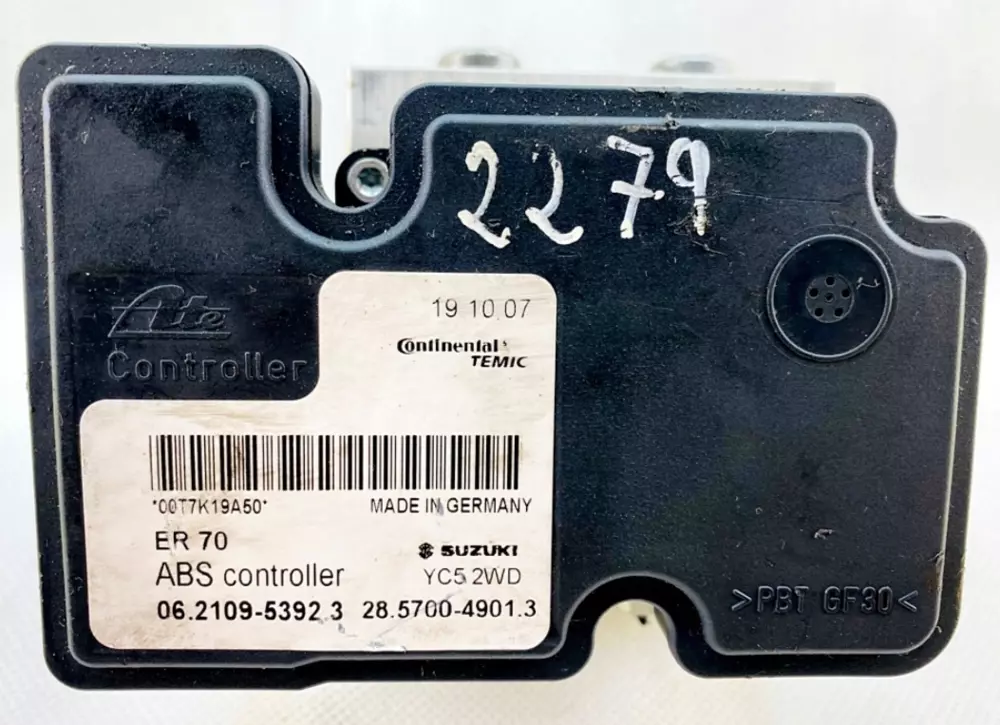 2279
19 10 07
Continental
TEMIC
Ate
Controller
*00T7K19A50*
MADE IN GERMANY
ER 70
SUZUKI
ABS controller
YC5 2WD
06.2109-5392.3
28.5700-4901.3
>PBT GF30<